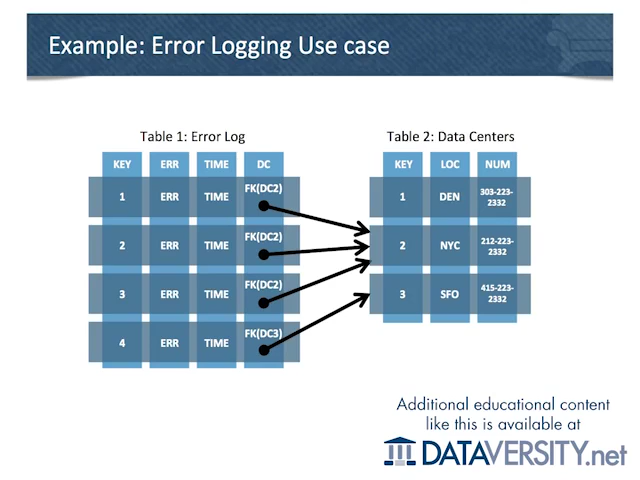 Example: Error Logging Use case
Table 1: Error Log
KEY ERR TIME DC
1 ERR TIME FK(DC2)
2 ERR TIME FK(DC2)
3 ERR TIME FK(DC2)
4 ERR TIME FK(DC3)
Table 2: Data Centers
KEY LOC NUM
1 DEN 303-223-
2332
2 NYC 212-223-
2332
3 SFO 415-223-
2332
Additional educational content
like this is available at
DATAVERSITY.net